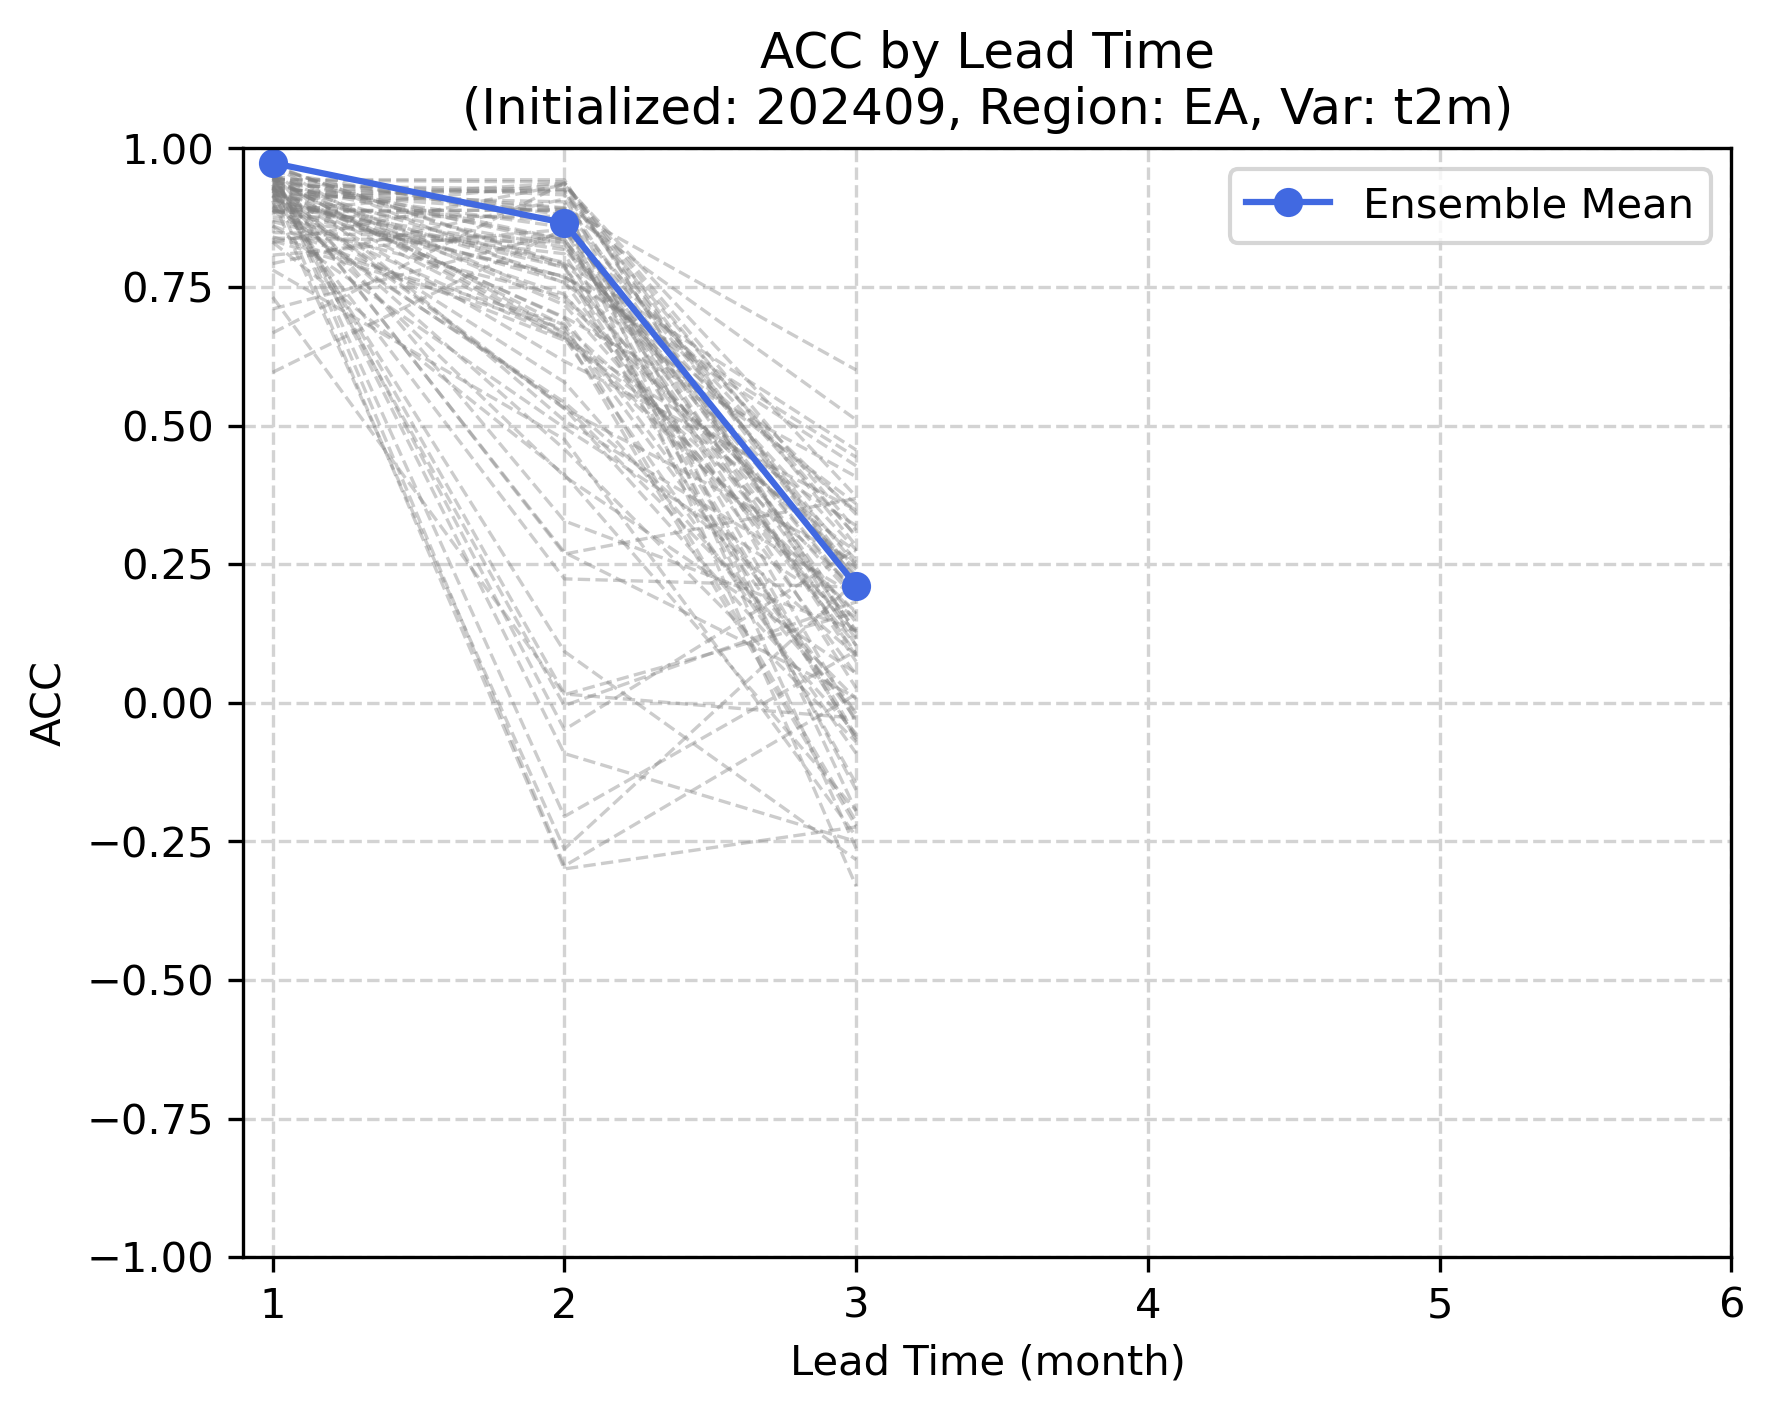 ACC by Lead Time
(Initialized: 202409, Region: EA, Var: t2m)
Ensemble Mean
1.00
0.75
0.50
0.25
0.00
−0.25
−0.50
−0.75
−1.00
ACC
1 2 3 4 5 6
Lead Time (month)